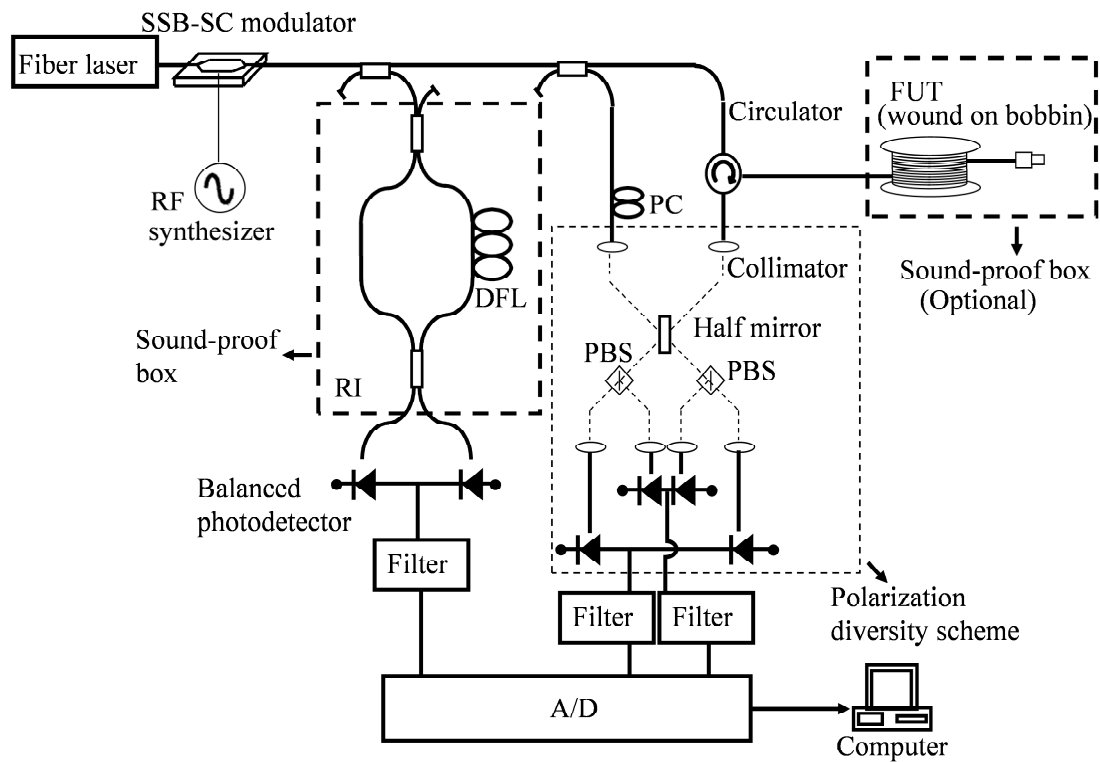 SSB-SC modulator
Fiber laser
RF
synthesizer
FUT
(wound on bobbin)
Circulator
PC
Sound-proof box
(Optional)
Collimator
DFL
Half mirror
Sound-proof
box
PBS
PBS
RI
Balanced
photodetector
Filter
Filter
Filter
Polarization
diversity scheme
A/D
Computer